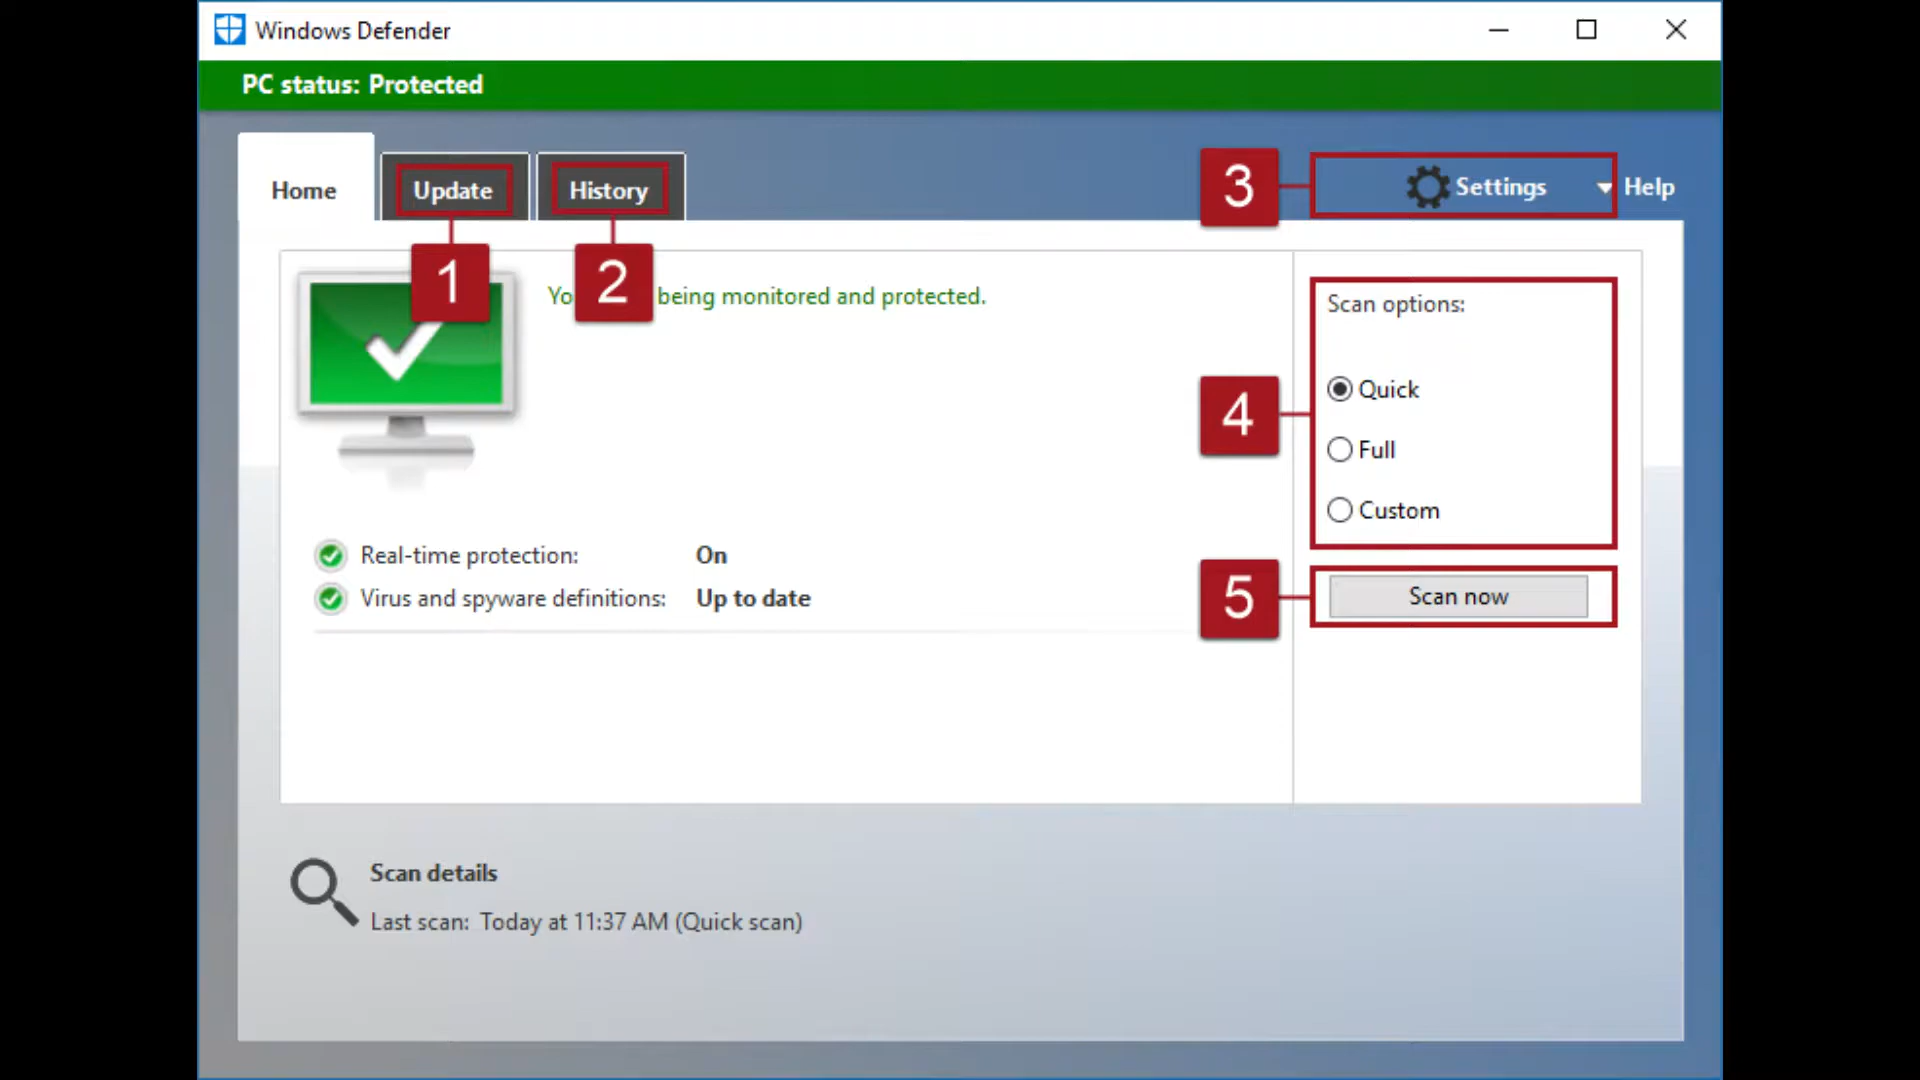 Windows Defender
PC status: Protected
Home
Update
History
3
Settings
Help
1
2
Yo being monitored and protected.
Scan options:
4
Quick
Full
Custom
Real-time protection: On
Virus and spyware definitions: Up to date
5
Scan now
Scan details
Last scan: Today at 11:37 AM (Quick scan)